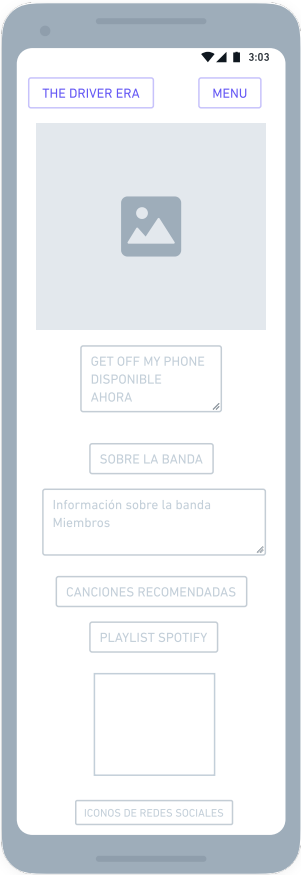 3:03
THE DRIVER ERA
MENU
GET OFF MY PHONE
DISPONIBLE
AHORA
SOBRE LA BANDA
Información sobre la banda
Miembros
CANCIONES RECOMENDADAS
PLAYLIST SPOTIFY
ICONOS DE REDES SOCIALES